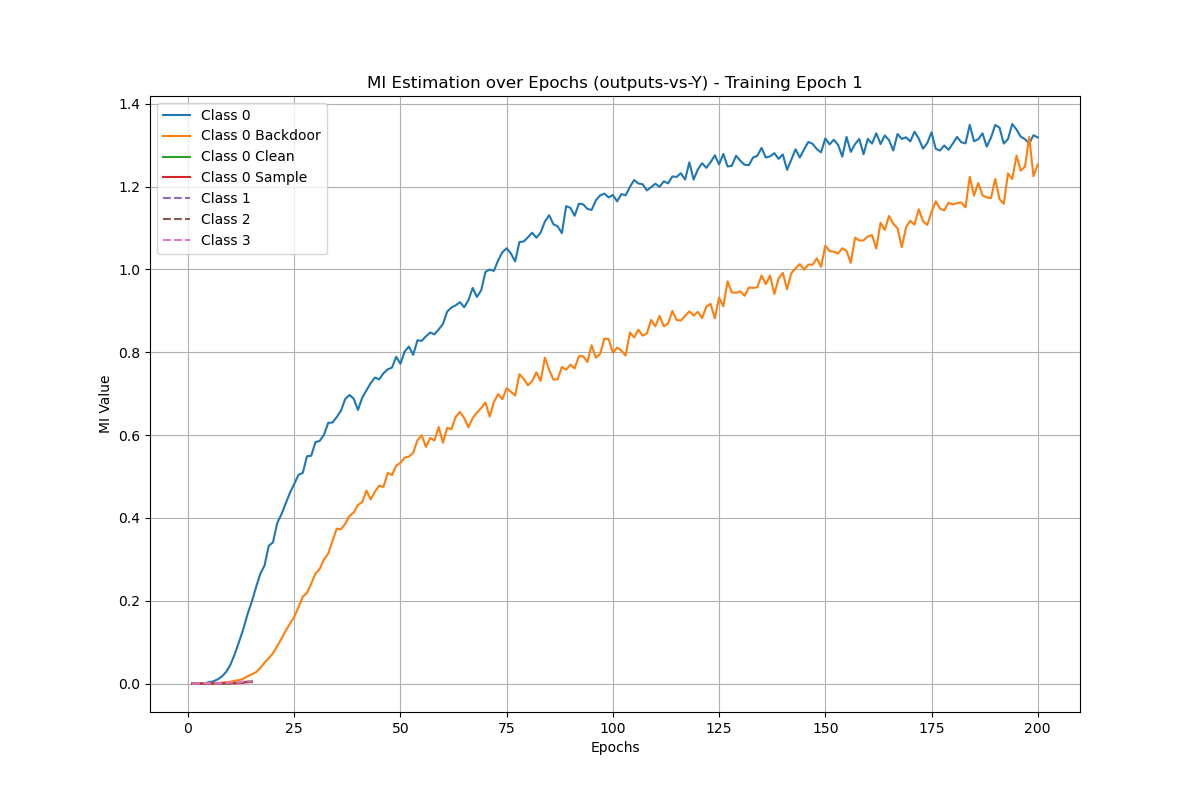 MI Estimation over Epochs (outputs-vs-Y) - Training Epoch 1
Class 0
Class 0 Backdoor
Class 0 Clean
Class 0 Sample
Class 1
Class 2
Class 3
MI Value
1.4
1.2
1.0
0.8
0.6
0.4
0.2
0.0
0 25 50 75 100 125 150 175 200
Epochs